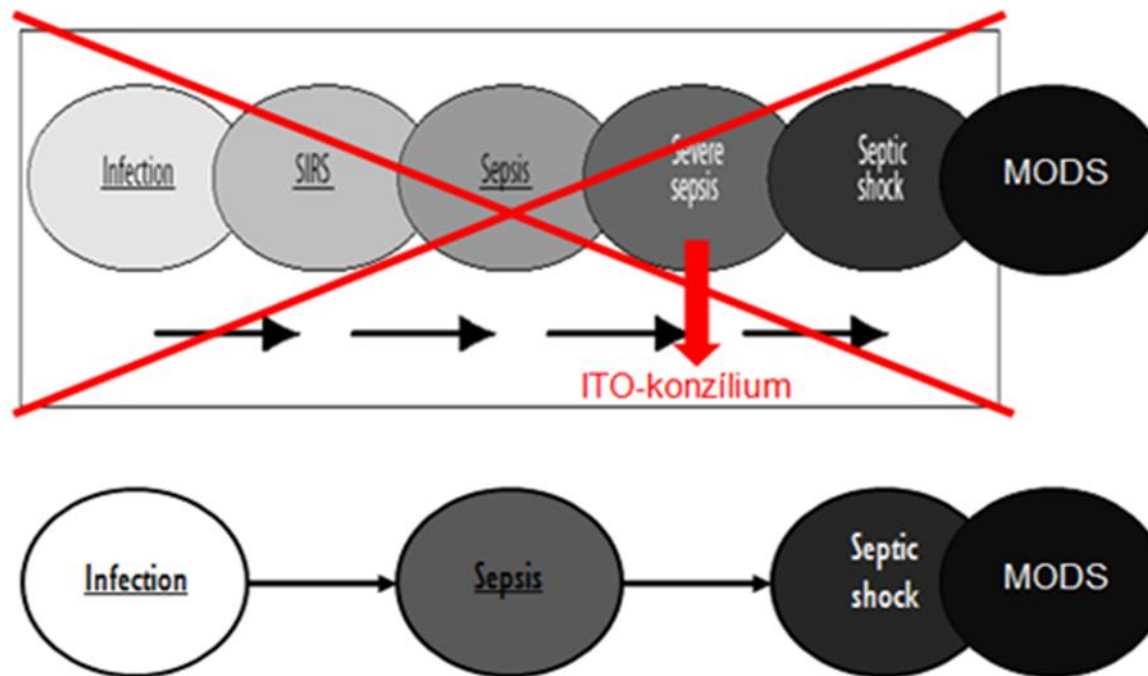 Infection
SIRS
Sepsis
Severe
sepsis
Septic
shock
MODS
ITO-konzílium
Infection
Sepsis
Septic
shock
MODS